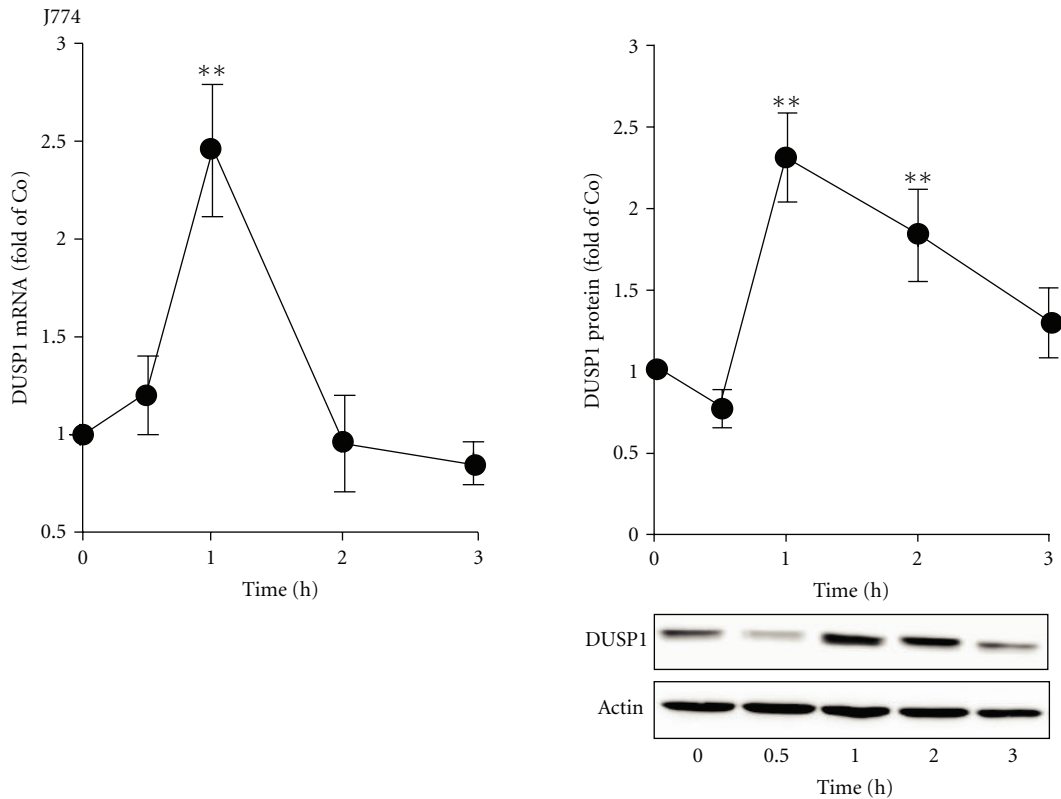 J774
DUSP1 mRNA (fold of Co)
3
2.5
2
1.5
1
0.5
**
0
1
2
3
Time (h)
DUSP1 protein (fold of Co)
3
2.5
2
1.5
1
0.5
0
**
**
0
1
2
3
Time (h)
DUSP1
Actin
0 0.5 1 2 3
Time (h)